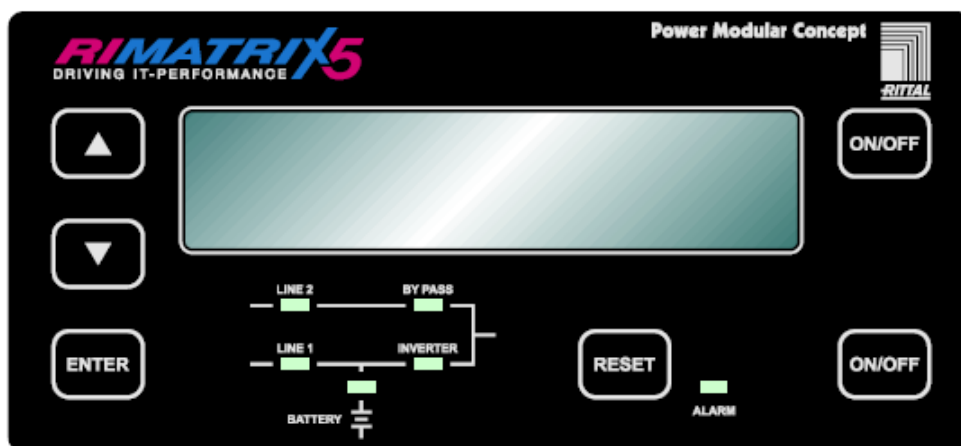 RIMATRIX5
DRIVING IT-PERFORMANCE
Power Modular Concept
RITTAL
ON/OFF
LINE 2
BY PASS
ENTER
LINE 1
INVERTER
RESET
ON/OFF
BATTERY
ALARM